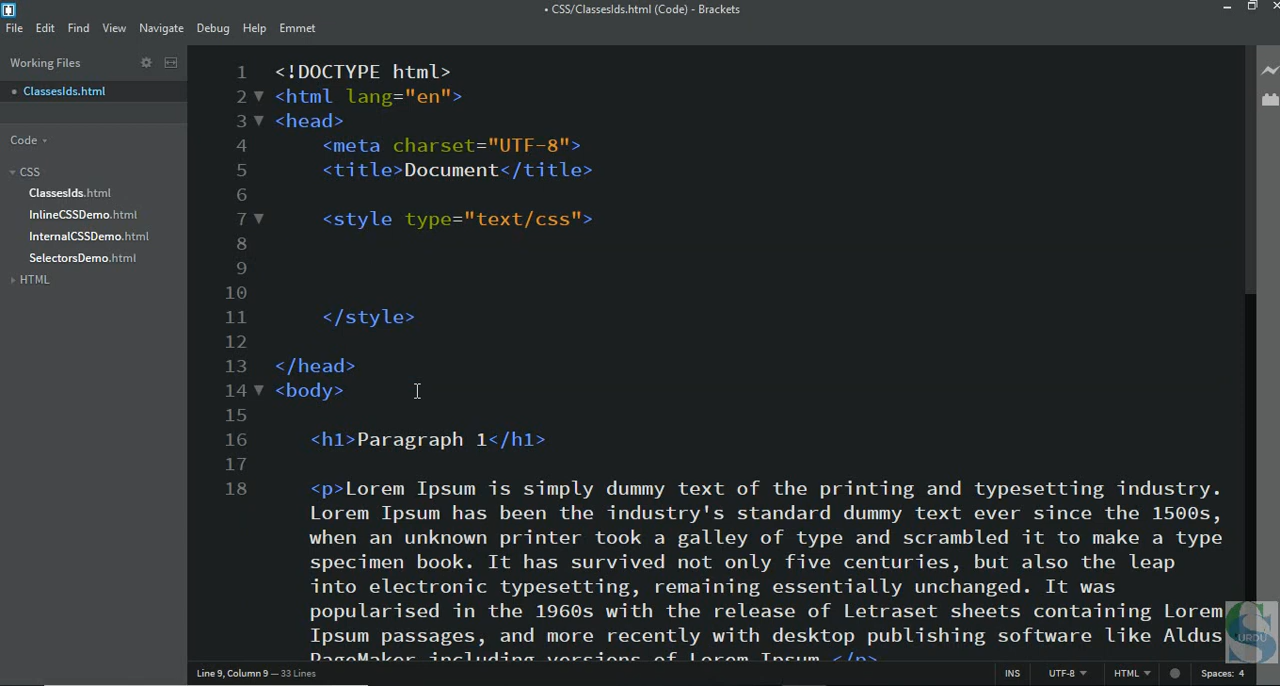 • CSS/ClassesIds.html (Code) - Brackets
File Edit Find View Navigate Debug Help Emmet
Working Files
• ClassesIds.html
Code
CSS
ClassesIds.html
InlineCSSDemo.html
InternalCSSDemo.html
SelectorsDemo.html
HTML
1 <!DOCTYPE html>
2 <html lang="en">
3 <head>
4 <meta charset="UTF-8">
5 <title>Document</title>
6
7 <style type="text/css">
8
9
10
11 </style>
12
13 </head>
14 <body>
15
16 <h1>Paragraph 1</h1>
17
18 <p>Lorem Ipsum is simply dummy text of the printing and typesetting industry.
Lorem Ipsum has been the industry's standard dummy text ever since the 1500s,
when an unknown printer took a galley of type and scrambled it to make a type
specimen book. It has survived not only five centuries, but also the leap
into electronic typesetting, remaining essentially unchanged. It was
popularised in the 1960s with the release of Letraset sheets containing Lorem
Ipsum passages, and more recently with desktop publishing software like Aldus
PageMaker including versions of Lorem Ipsum.</p>
Line 9, Column 9 — 33 Lines
INS UTF-8 HTML Spaces: 4
URDU